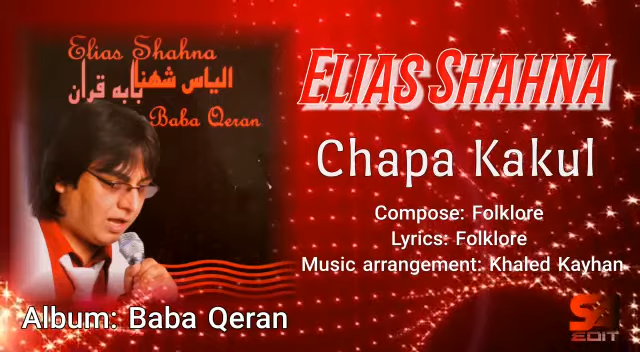 Elias Shahna
الیاس شهنا
بابه قران
Baba Qeran
ELIAS SHAHNA
Chapa Kakul
Compose: Folklore
Lyrics: Folklore
Music arrangement: Khaled Kayhan
Album: Baba Qeran
EDIT